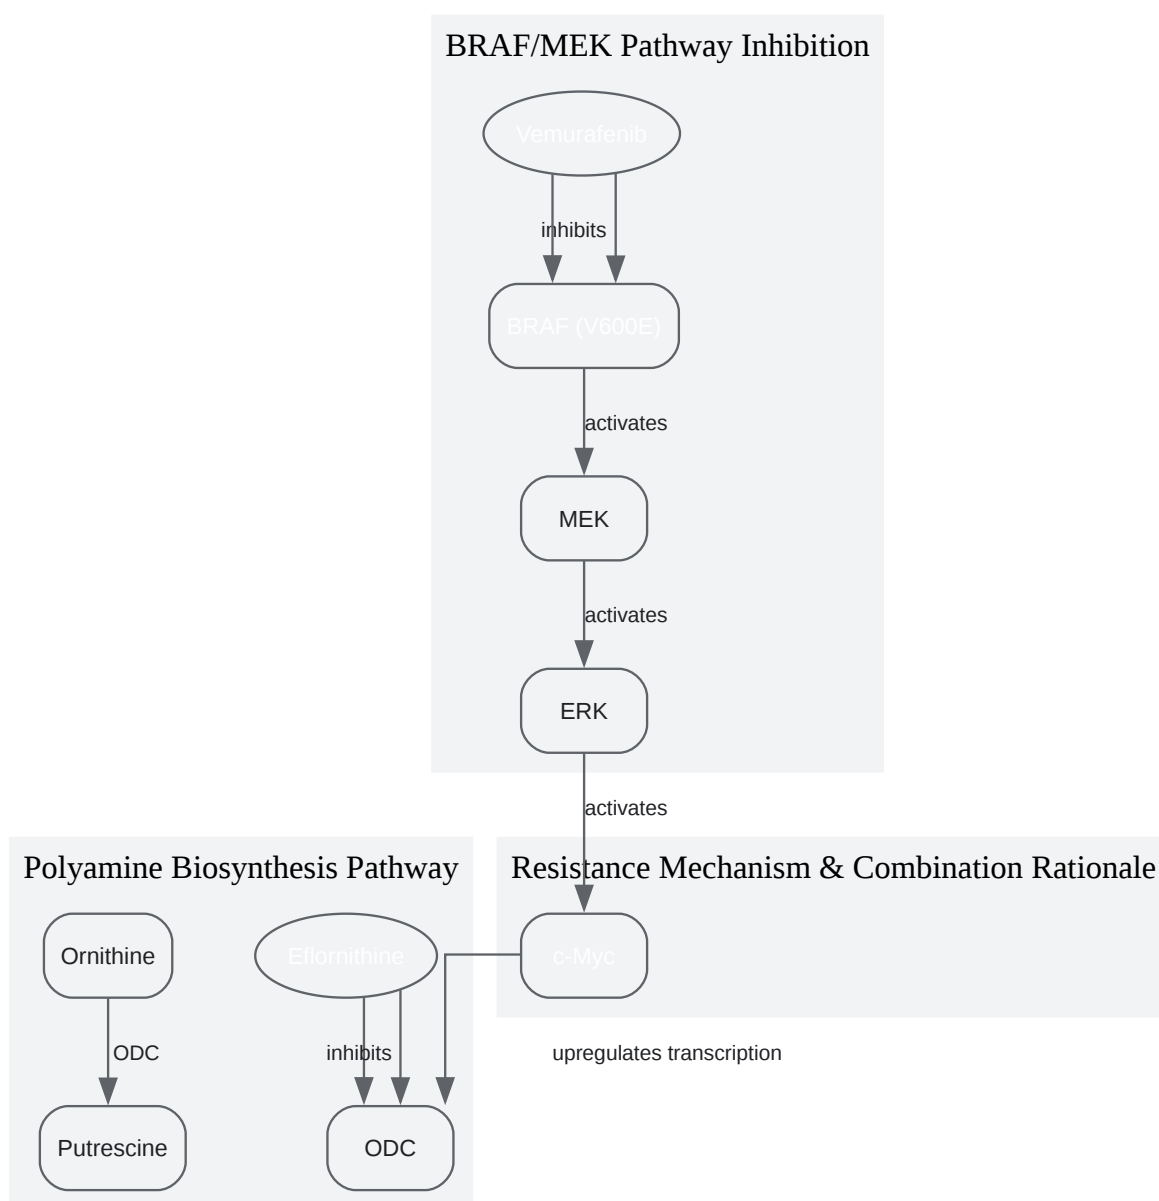 BRAF/MEK Pathway Inhibition
Vemurafenib
inhibits
BRAF (V600E)
activates
MEK
activates
ERK
activates
Polyamine Biosynthesis Pathway
Resistance Mechanism & Combination Rationale
Ornithine
Eflornithine
c-Myc
ODC
inhibits
upregulates transcription
Putrescine
ODC